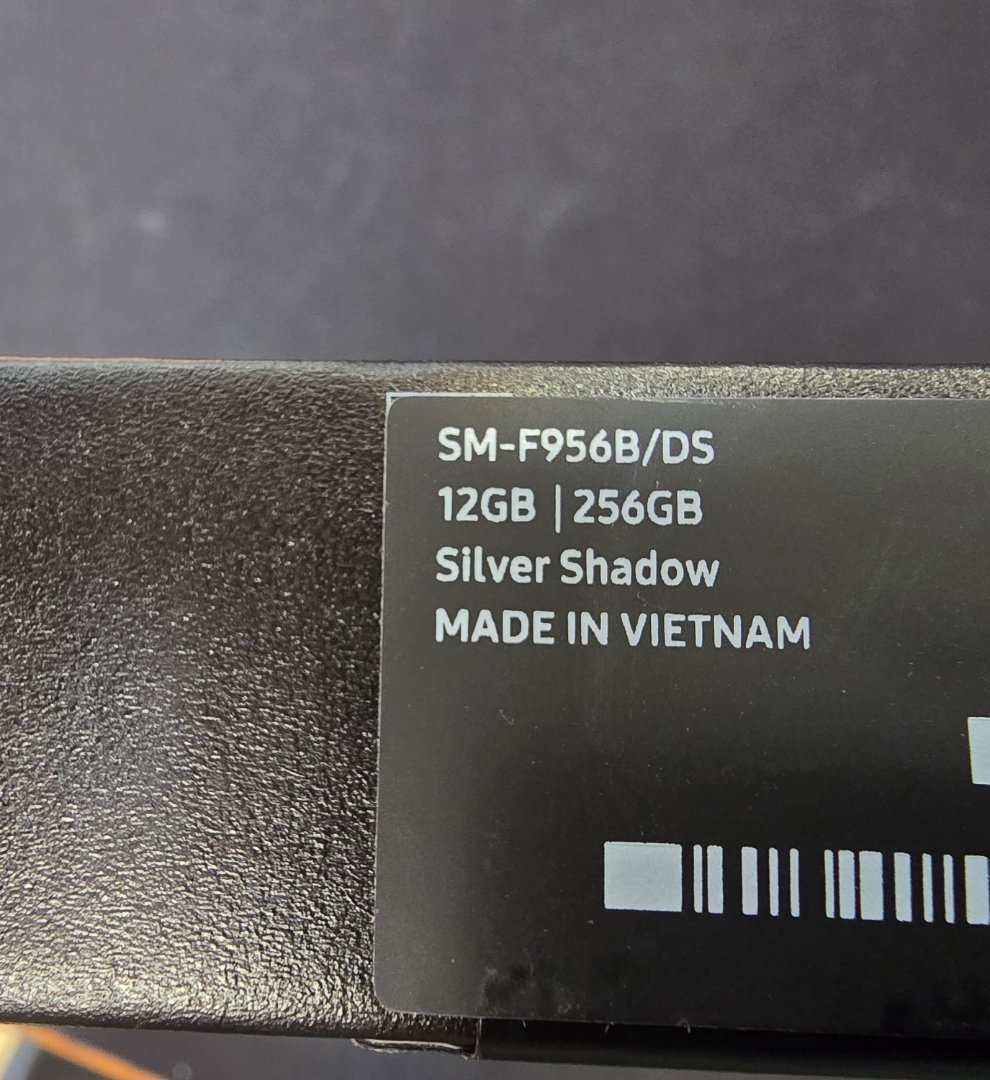 SM-F956B/DS
12GB | 256GB
Silver Shadow
MADE IN VIETNAM